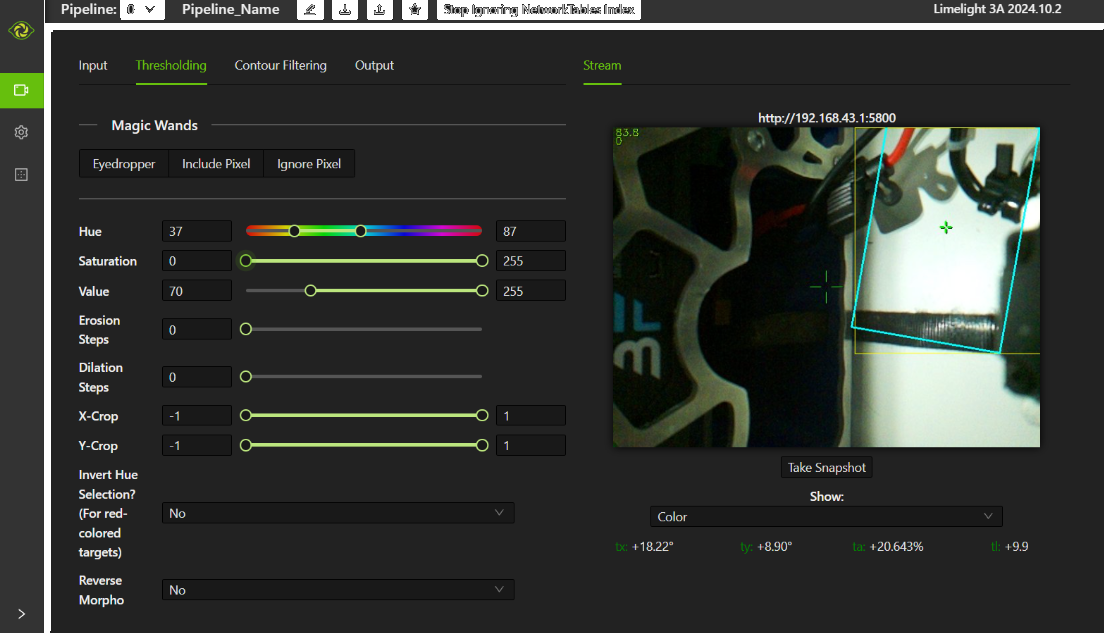 Pipeline: 0 Pipeline_Name Stop Ignoring NetworkTables Index Limelight 3A 2024.10.2
Input Thresholding Contour Filtering Output Stream
Magic Wands
http://192.168.43.1:5800
Eyedropper Include Pixel Ignore Pixel
83.8
0
Hue 37 87
Saturation 0 255
Value 70 255
Erosion
Steps
0
Dilation
Steps
0
X-Crop -1 1
Y-Crop -1 1
Invert Hue
Selection?
(For red-
colored
targets)
No
Reverse
Morpho
No
Take Snapshot
Show:
Color
tx: +18.22° ty: +8.90° ta: +20.643% tl: +9.9